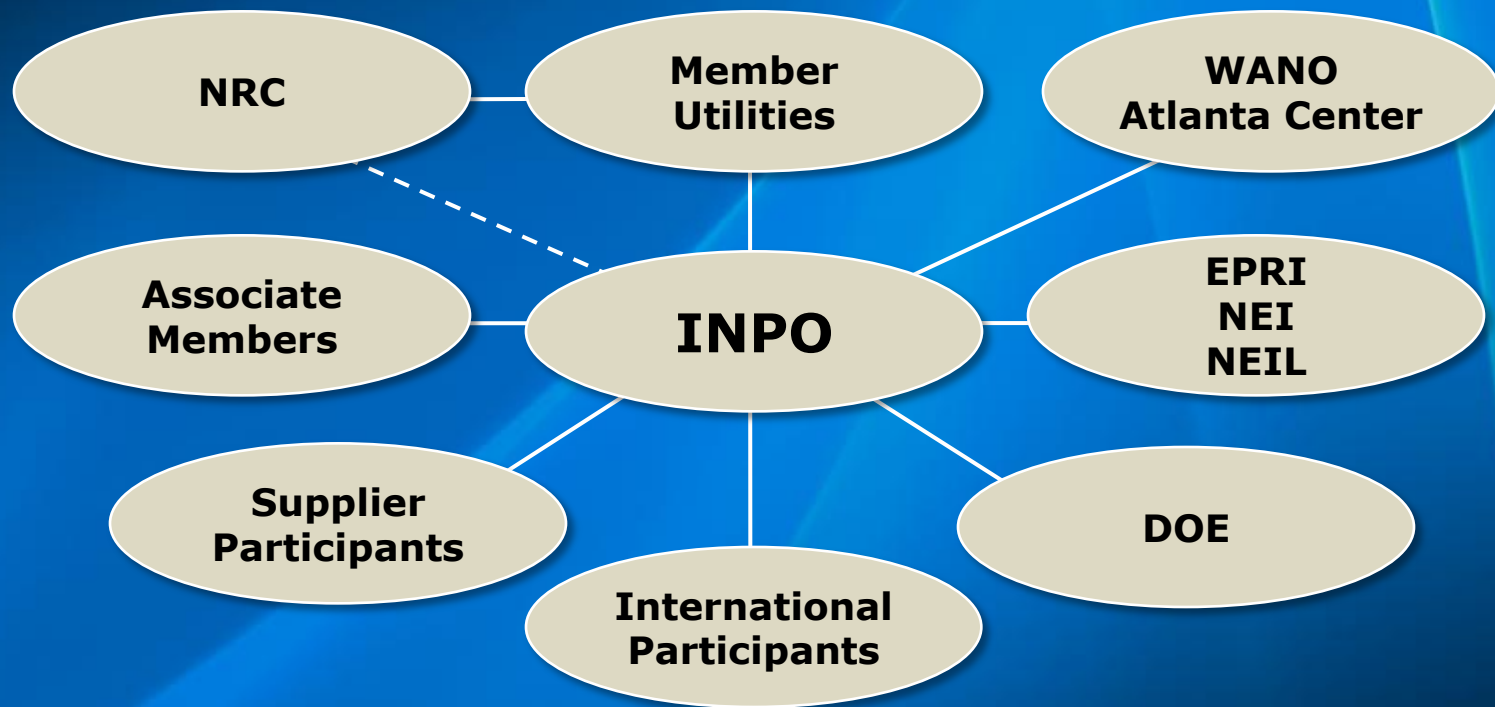 NRC
Member
Utilities
WANO
Atlanta Center
Associate
Members
INPO
EPRI
NEI
NEIL
Supplier
Participants
International
Participants
DOE